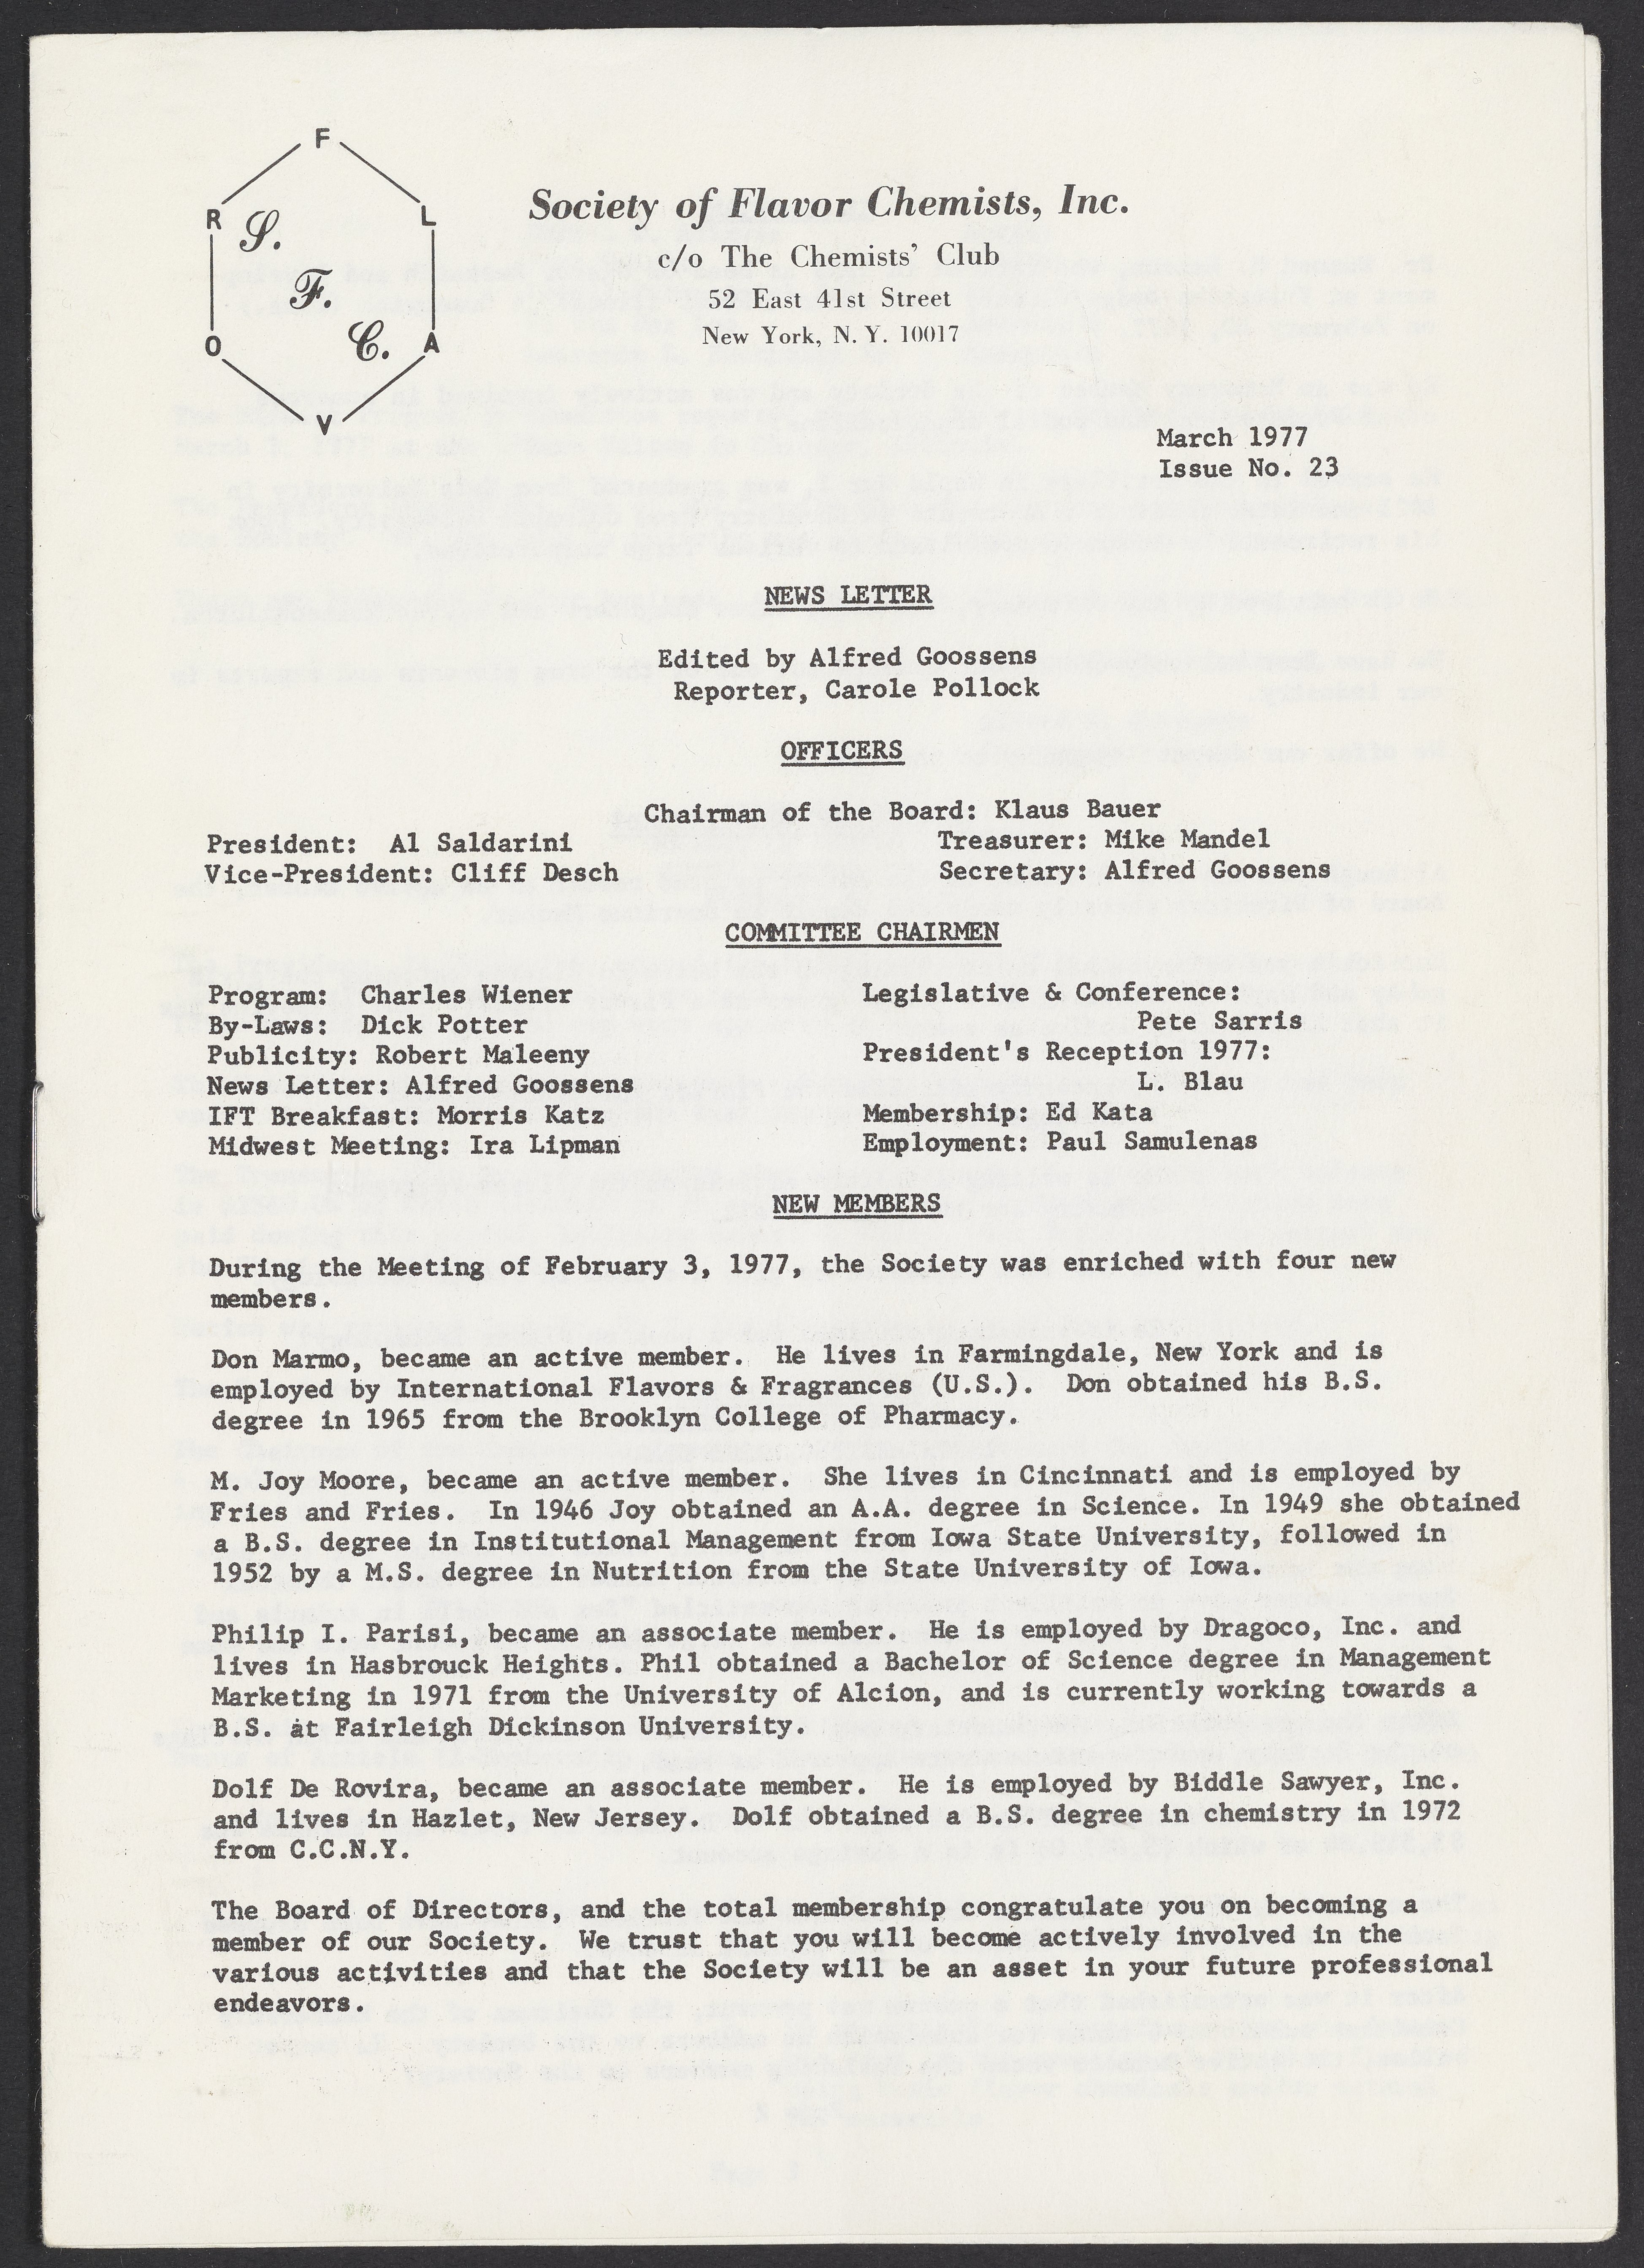 F
R L
S.
F.
C.
O A
V
Society of Flavor Chemists, Inc.
c/o The Chemists' Club
52 East 41st Street
New York, N. Y. 10017
March 1977
Issue No. 23
NEWS LETTER
Edited by Alfred Goossens
Reporter, Carole Pollock
OFFICERS
Chairman of the Board: Klaus Bauer
President: Al Saldarini Treasurer: Mike Mandel
Vice-President: Cliff Desch Secretary: Alfred Goossens
COMMITTEE CHAIRMEN
Program: Charles Wiener
By-Laws: Dick Potter
Publicity: Robert Maleeny
News Letter: Alfred Goossens
IFT Breakfast: Morris Katz
Midwest Meeting: Ira Lipman
Legislative & Conference:
Pete Sarris
President's Reception 1977:
L. Blau
Membership: Ed Kata
Employment: Paul Samulenas
NEW MEMBERS
During the Meeting of February 3, 1977, the Society was enriched with four new
members.
Don Marmo, became an active member. He lives in Farmingdale, New York and is
employed by International Flavors & Fragrances (U.S.). Don obtained his B.S.
degree in 1965 from the Brooklyn College of Pharmacy.
M. Joy Moore, became an active member. She lives in Cincinnati and is employed by
Fries and Fries. In 1946 Joy obtained an A.A. degree in Science. In 1949 she obtained
a B.S. degree in Institutional Management from Iowa State University, followed in
1952 by a M.S. degree in Nutrition from the State University of Iowa.
Philip I. Parisi, became an associate member. He is employed by Dragoco, Inc. and
lives in Hasbrouck Heights. Phil obtained a Bachelor of Science degree in Management
Marketing in 1971 from the University of Alcion, and is currently working towards a
B.S. at Fairleigh Dickinson University.
Dolf De Rovira, became an associate member. He is employed by Biddle Sawyer, Inc.
and lives in Hazlet, New Jersey. Dolf obtained a B.S. degree in chemistry in 1972
from C.C.N.Y.
The Board of Directors, and the total membership congratulate you on becoming a
member of our Society. We trust that you will become actively involved in the
various activities and that the Society will be an asset in your future professional
endeavors.